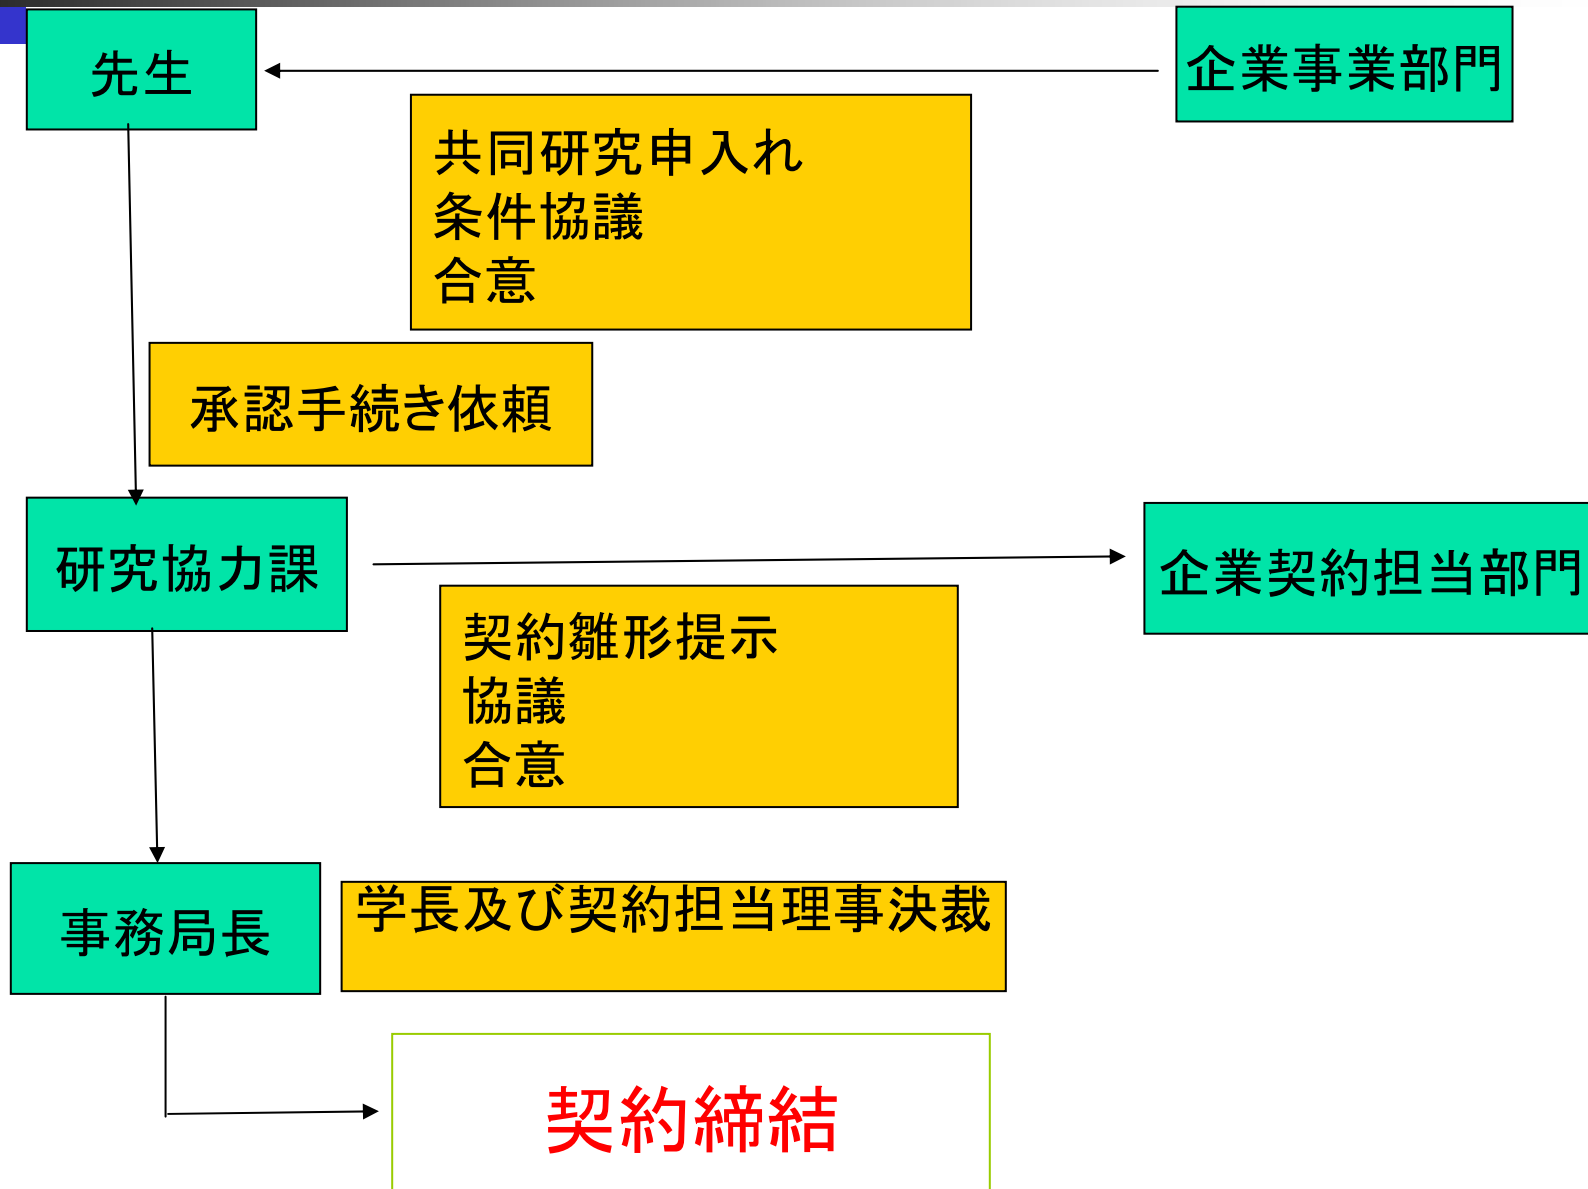 先生
企業事業部門
共同研究申入れ
条件協議
合意
承認手続き依頼
研究協力課
企業契約担当部門
契約雛形提示
協議
合意
事務局長
学長及び契約担当理事決裁
契約締結